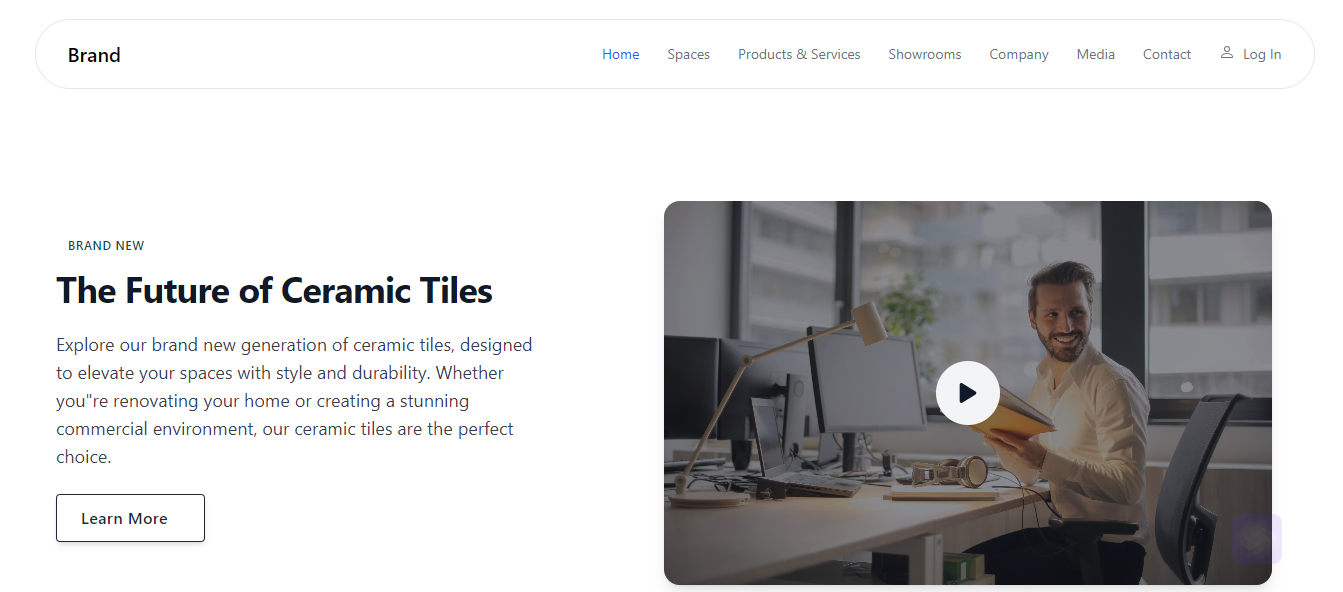 Brand
Home Spaces Products & Services Showrooms Company Media Contact Log In
BRAND NEW
The Future of Ceramic Tiles
Explore our brand new generation of ceramic tiles, designed
to elevate your spaces with style and durability. Whether
you"re renovating your home or creating a stunning
commercial environment, our ceramic tiles are the perfect
choice.
Learn More